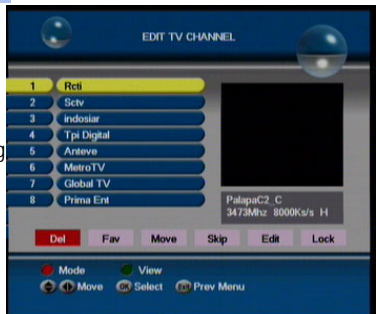 EDIT TV CHANNEL
1 Rcti
2 Sctv
3 indosiar
4 Tpi Digital
5 Anteve
6 MetroTV
7 Global TV
8 Prima Ent
PalapaC2_C
3473Mhz 8000Ks/s H
Del Fav Move Skip Edit Lock
Mode View
Move OK Select Exit Prev Menu